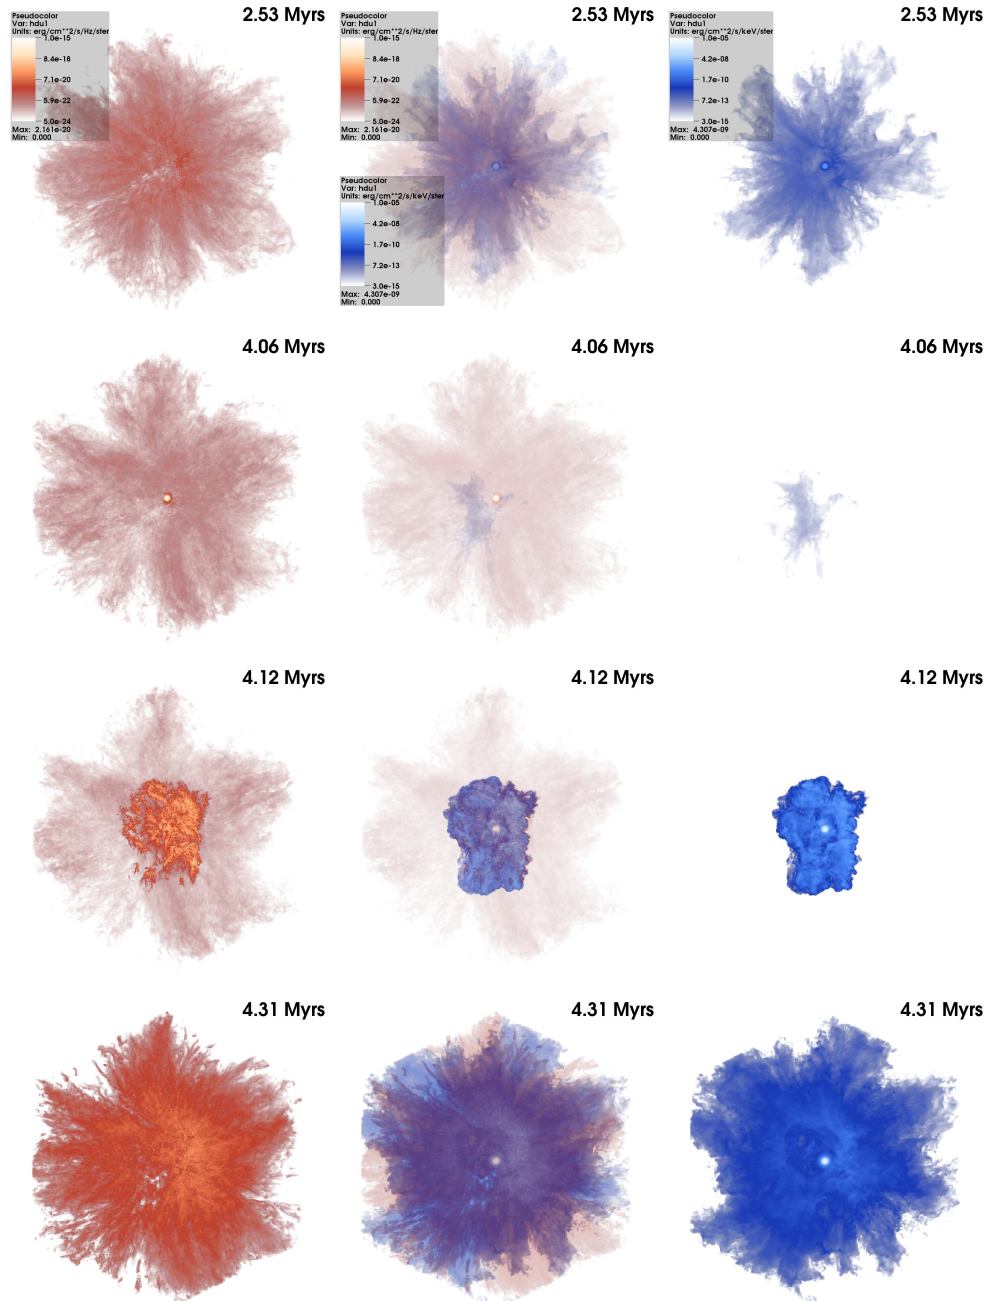 2.53 Myrs
Pseudocolor
Var: hdu1
Units: erg/cm**2/s/Hz/ster
1.0e-15
8.4e-18
7.1e-20
5.9e-22
5.0e-24
Max: 2.161e-20
Min: 0.000
2.53 Myrs
Pseudocolor
Var: hdu1
Units: erg/cm**2/s/Hz/ster
1.0e-15
8.4e-18
7.1e-20
5.9e-22
5.0e-24
Max: 2.161e-20
Min: 0.000
Pseudocolor
Var: hdu1
Units: erg/cm**2/s/keV/ster
1.0e-05
4.2e-08
1.7e-10
7.2e-13
3.0e-15
Max: 4.307e-09
Min: 0.000
2.53 Myrs
Pseudocolor
Var: hdu1
Units: erg/cm**2/s/keV/ster
1.0e-05
4.2e-08
1.7e-10
7.2e-13
3.0e-15
Max: 4.307e-09
Min: 0.000
4.06 Myrs
4.06 Myrs
4.06 Myrs
4.12 Myrs
4.12 Myrs
4.12 Myrs
4.31 Myrs
4.31 Myrs
4.31 Myrs